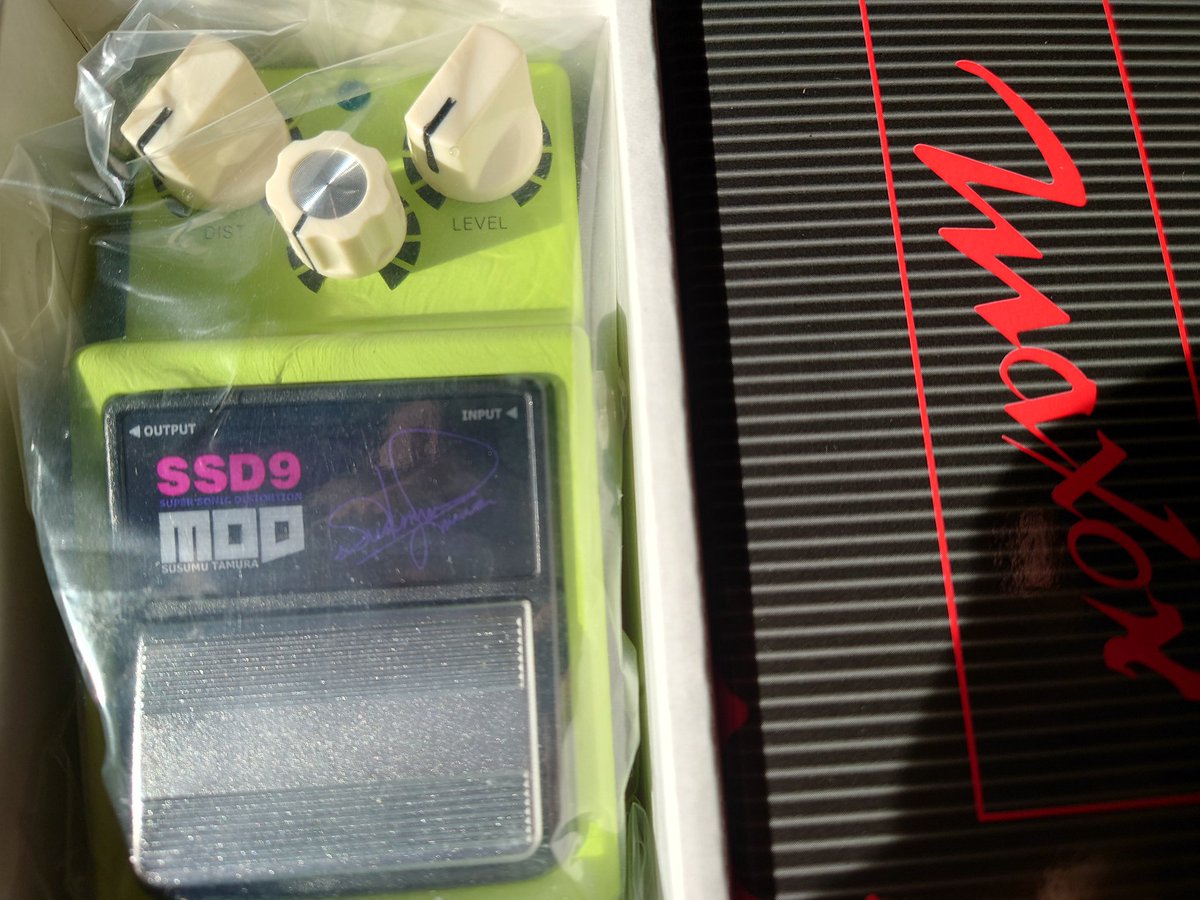 DIST
LEVEL
OUTPUT
INPUT
SSD9
SUPER SONIC DISTORTION
MOD
SUSUMU TAMURA
Maxon